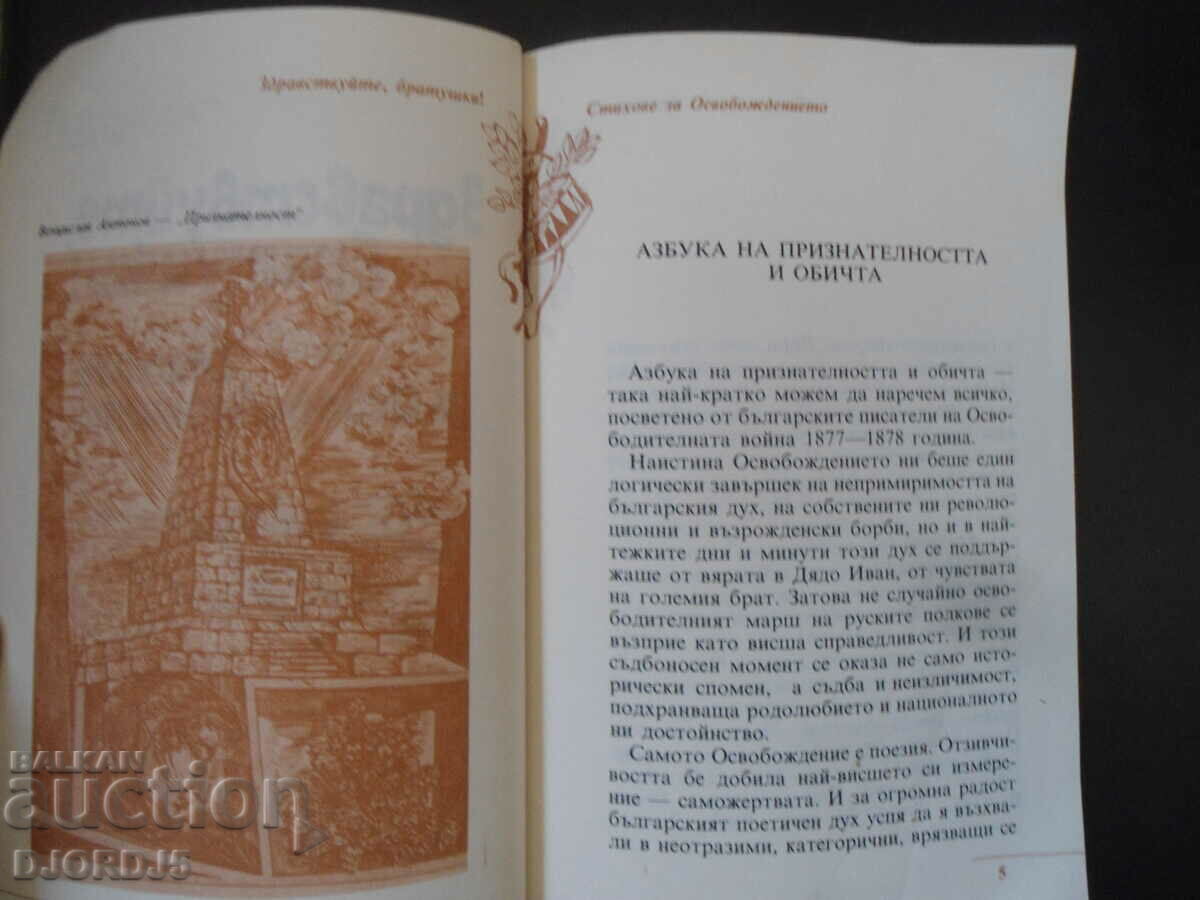 Здравствуйте, братушки!
Антонов — „Признателност“
Стихове за Освобождението
АЗБУКА НА ПРИЗНАТЕЛНОСТТА
И ОБИЧТА
Азбука на признателността и обичта —
така най-кратко можем да наречем всичко,
посветено от българските писатели на Осво-
бодителната война 1877—1878 година.
Наистина Освобождението ни беше един
логически завършек на непримиримостта на
българския дух, на собствените ни револю-
ционни и възрожденски борби, но и в най-
тежките дни и минути този дух се поддър-
жаше от вярата в Дядо Иван, от чувствата
на големия брат. Затова не случайно осво-
бодителният марш на руските полкове се
възприе като висша справедливост. И този
съдбоносен момент се оказа не само исто-
рически спомен, а съдба и неизличимост,
подхранваща родолюбието и националното
ни достойнство.
Самото Освобождение е поезия. Отзивчи-
востта бе добила най-висшето си измере-
ние — саможертвата. И за огромна радост
българският поетичен дух успя да я възхва-
ли в неотразими, категорични, врязващи се
5
BALKAN
auction
DJORDJ5